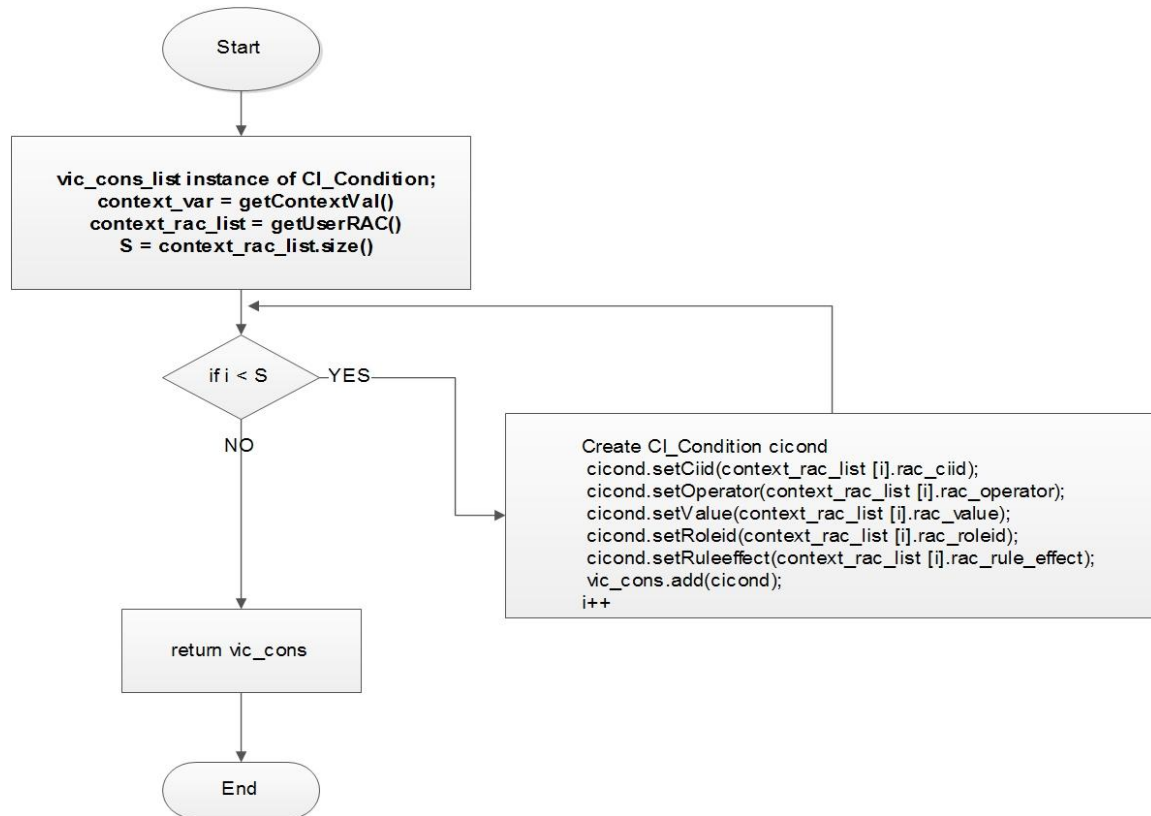 Start
vic_cons_list instance of CI_Condition;
context_var = getContextVal()
context_rac_list = getUserRAC()
S = context_rac_list.size()
if i < S
YES
NO
Create CI_Condition cicond
cicond.setCiid(context_rac_list [i].rac_ciid);
cicond.setOperator(context_rac_list [i].rac_operator);
cicond.setValue(context_rac_list [i].rac_value);
cicond.setRoleid(context_rac_list [i].rac_roleid);
cicond.setRuleeffect(context_rac_list [i].rac_rule_effect);
vic_cons.add(cicond);
i++
return vic_cons
End